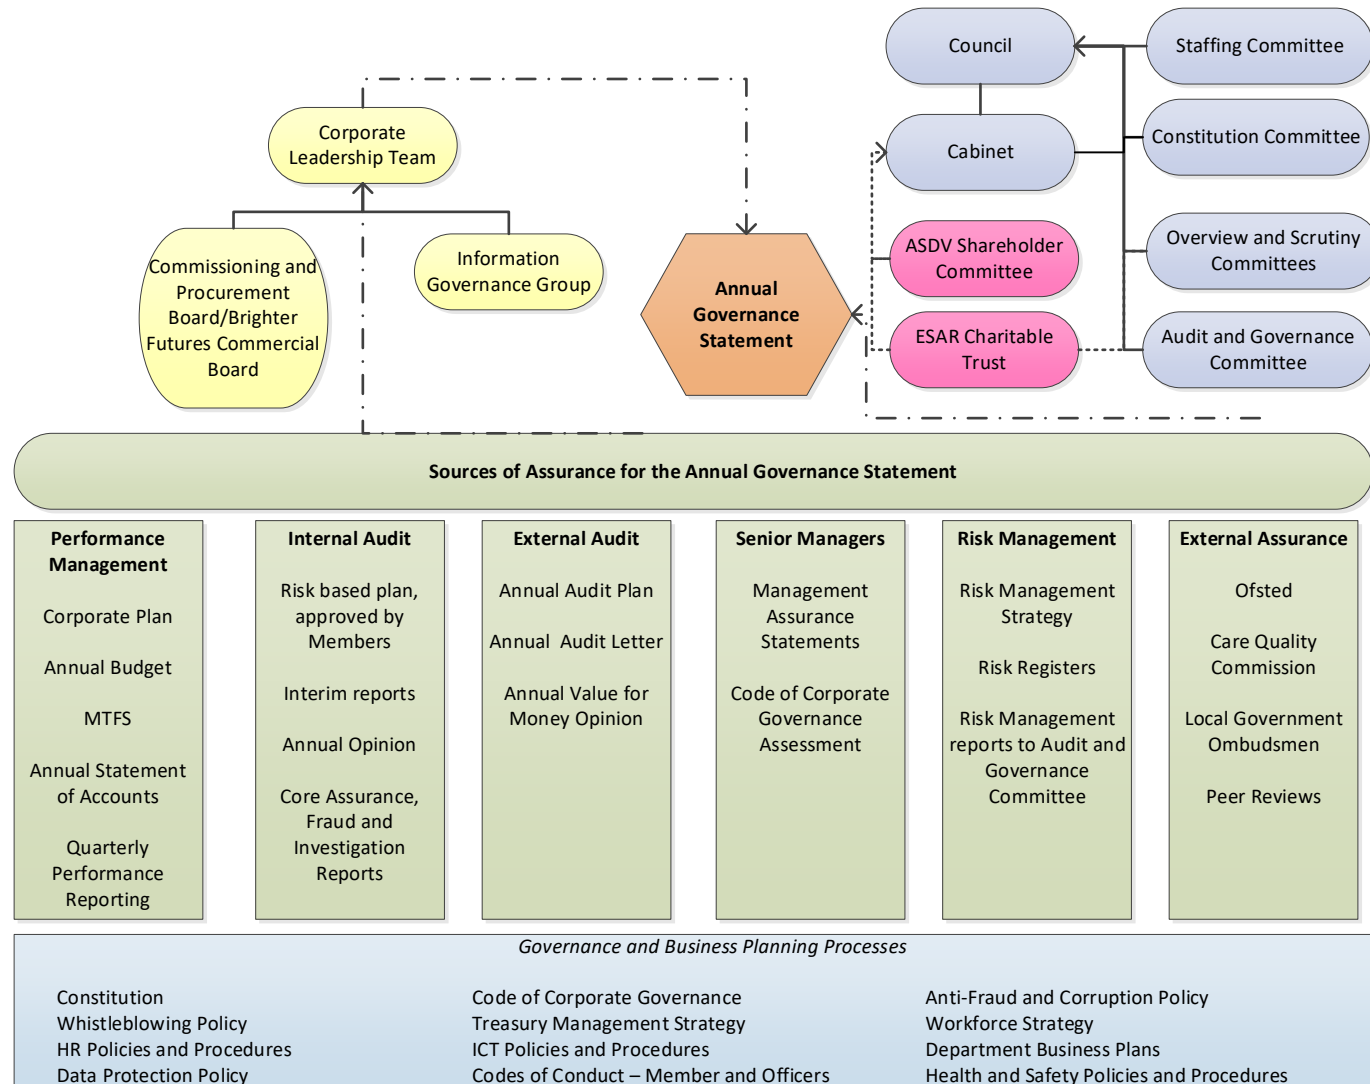 Council
Staffing Committee
Corporate
Leadership Team
Cabinet
Constitution Committee
Commissioning and
Procurement
Board/Brighter
Futures Commercial
Board
Information
Governance Group
Annual
Governance
Statement
ASDV Shareholder
Committee
Overview and Scrutiny
Committees
ESAR Charitable
Trust
Audit and Governance
Committee
Sources of Assurance for the Annual Governance Statement
Performance
Management
Corporate Plan
Annual Budget
MTFS
Annual Statement
of Accounts
Quarterly
Performance
Reporting
Internal Audit
Risk based plan,
approved by
Members
Interim reports
Annual Opinion
Core Assurance,
Fraud and
Investigation
Reports
External Audit
Annual Audit Plan
Annual  Audit Letter
Annual Value for
Money Opinion
Senior Managers
Management
Assurance
Statements
Code of Corporate
Governance
Assessment
Risk Management
Risk Management
Strategy
Risk Registers
Risk Management
reports to Audit and
Governance
Committee
External Assurance
Ofsted
Care Quality
Commission
Local Government
Ombudsmen
Peer Reviews
Governance and Business Planning Processes
Constitution
Whistleblowing Policy
HR Policies and Procedures
Data Protection Policy
Code of Corporate Governance
Treasury Management Strategy
ICT Policies and Procedures
Codes of Conduct – Member and Officers
Anti-Fraud and Corruption Policy
Workforce Strategy
Department Business Plans
Health and Safety Policies and Procedures